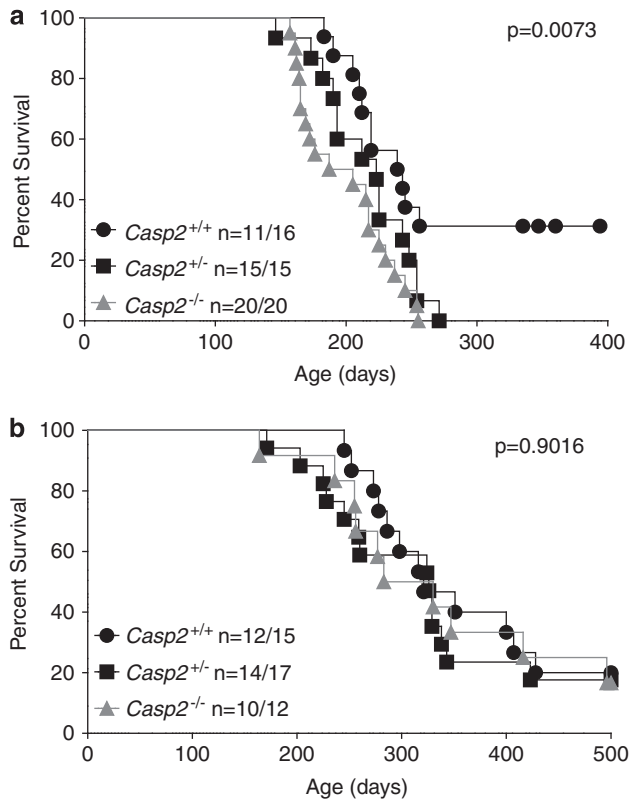 a
p=0.0073
Percent Survival
100
80
60
40
20
0
Casp2+/+ n=11/16
Casp2+/- n=15/15
Casp2-/- n=20/20
0 100 200 300 400
Age (days)
b
p=0.9016
Percent Survival
100
80
60
40
20
0
Casp2+/+ n=12/15
Casp2+/- n=14/17
Casp2-/- n=10/12
0 100 200 300 400 500
Age (days)